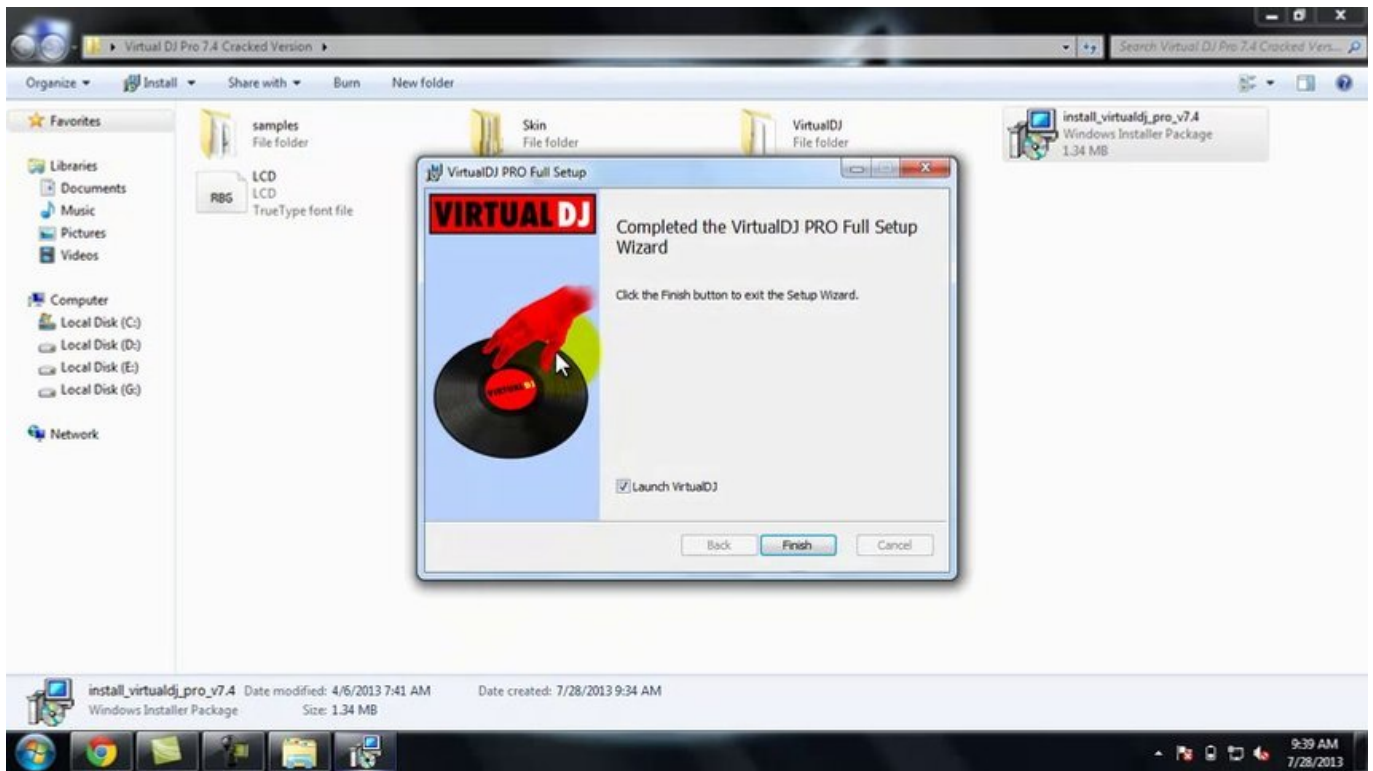 Virtual DJ Pro 7.4 Cracked Version
Search Virtual DJ Pro 7.4 Cracked Vers...
Organize Install Share with Burn New folder
Favorites
Libraries
Documents
Music
Pictures
Videos
Computer
Local Disk (C:)
Local Disk (D:)
Local Disk (E:)
Local Disk (G:)
Network
samples
File folder
Skin
File folder
VirtualDJ
File folder
install_virtualdj_pro_v7.4
Windows Installer Package
1.34 MB
RBG
LCD
LCD
TrueType font file
VirtualDJ PRO Full Setup
VIRTUAL DJ
VIRTUAL DJ
Completed the VirtualDJ PRO Full Setup
Wizard
Click the Finish button to exit the Setup Wizard.
Launch VirtualDJ
Back Finish Cancel
install_virtualdj_pro_v7.4 Date modified: 4/6/2013 7:41 AM Date created: 7/28/2013 9:34 AM
Windows Installer Package Size: 1.34 MB
9:39 AM
7/28/2013